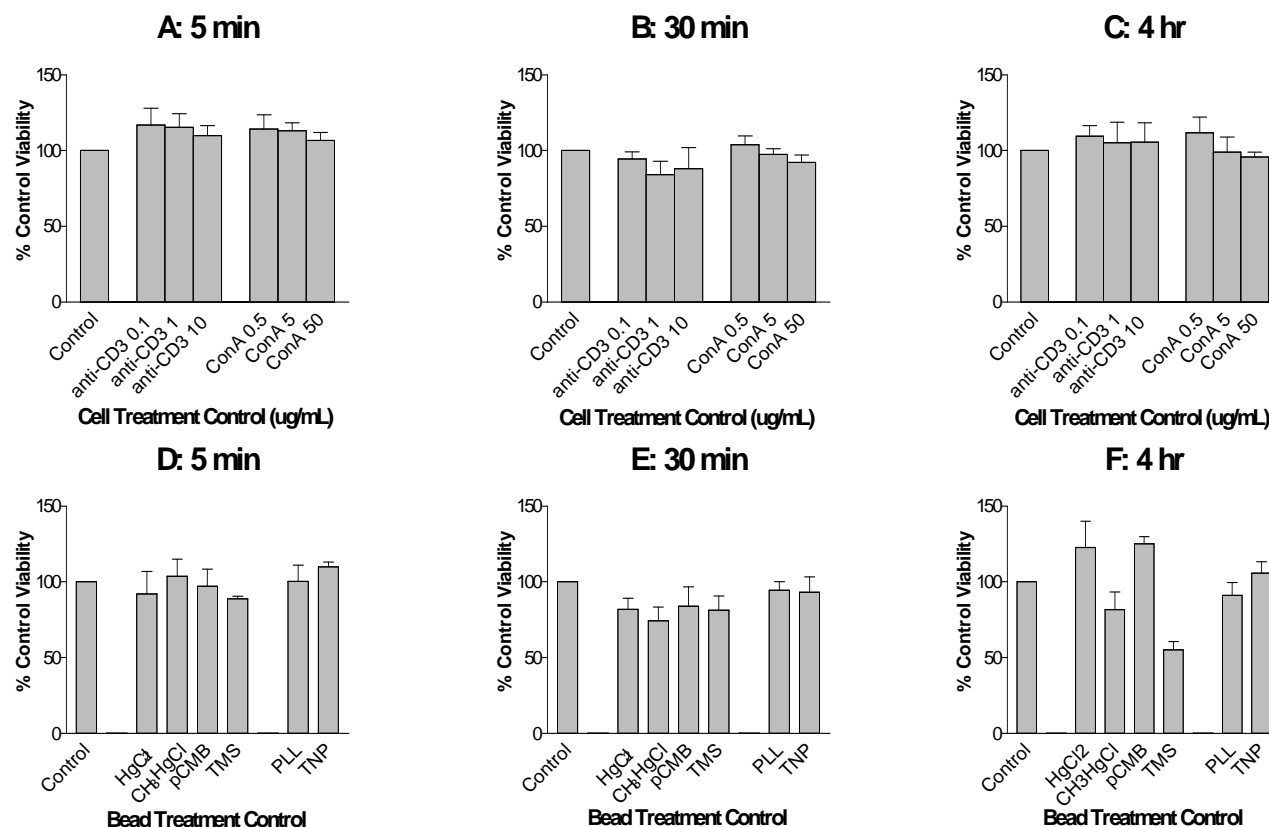 A: 5 min
B: 30 min
C: 4 hr
% Control Viability
150
100
50
0
Control
anti-CD3 0.1
anti-CD3 1
anti-CD3 10
ConA 0.5
ConA 5
ConA 50
Cell Treatment Control (ug/mL)
% Control Viability
150
100
50
0
Control
anti-CD3 0.1
anti-CD3 1
anti-CD3 10
ConA 0.5
ConA 5
ConA 50
Cell Treatment Control (ug/mL)
% Control Viability
150
100
50
0
Control
anti-CD3 0.1
anti-CD3 1
anti-CD3 10
ConA 0.5
ConA 5
ConA 50
Cell Treatment Control (ug/mL)
D: 5 min
E: 30 min
F: 4 hr
% Control Viability
150
100
50
0
Control
HgCl2
CH3HgCl
pCMB
TMS
PLL
TNP
Bead Treatment Control
% Control Viability
150
100
50
0
Control
HgCl2
CH3HgCl
pCMB
TMS
PLL
TNP
Bead Treatment Control
% Control Viability
150
100
50
0
Control
HgCl2
CH3HgCl
pCMB
TMS
PLL
TNP
Bead Treatment Control